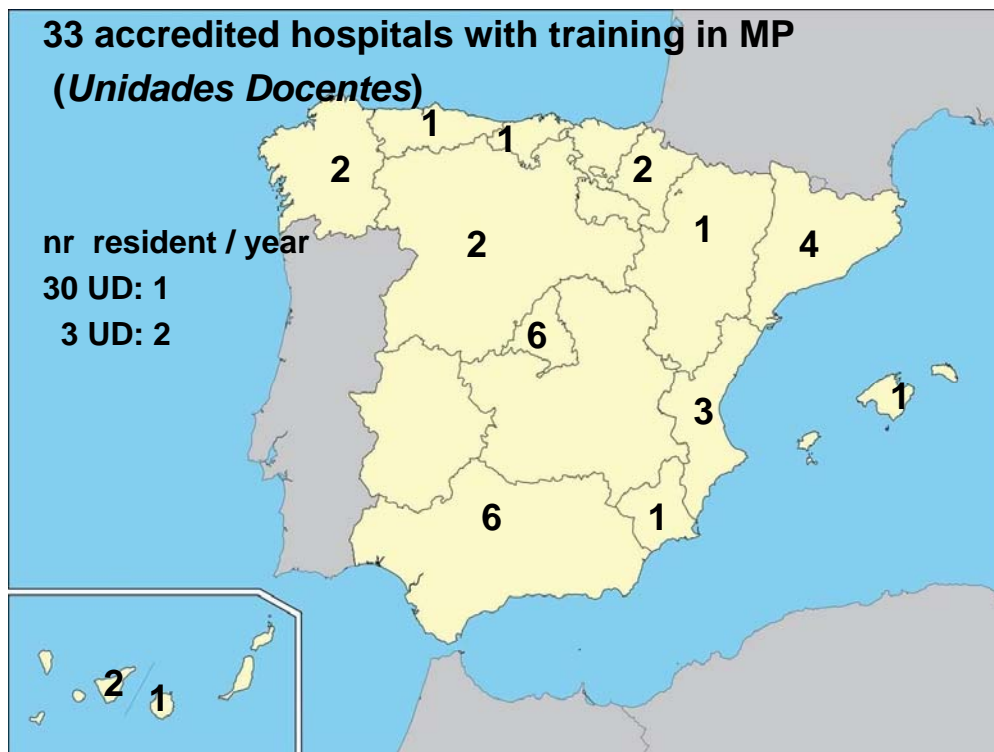 33 accredited hospitals with training in MP
(Unidades Docentes)
1
1
2
2
nr resident / year
1
2
4
30 UD: 1
6
3 UD: 2
1
3
6
1
2
1